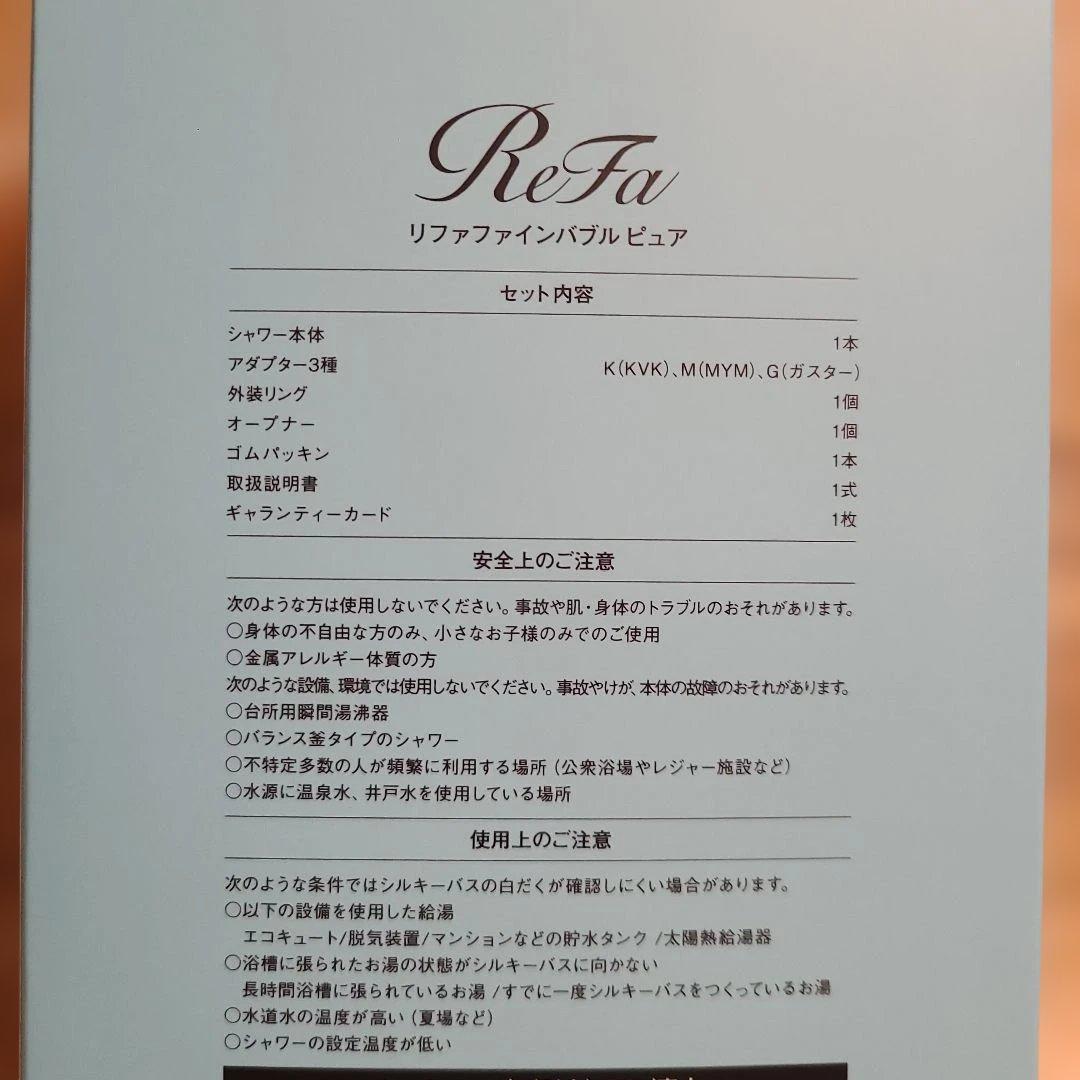 ReFa
リファファインバブル ピュア
セット内容
シャワー本体 1本
アダプター3種 K(KVK)、M(MYM)、G(ガスター)
外装リング 1個
オープナー 1個
ゴムパッキン 1本
取扱説明書 1式
ギャランティーカード 1枚
安全上のご注意
次のような方は使用しないでください。事故や肌・身体のトラブルのおそれがあります。
○身体の不自由な方のみ、小さなお子様のみでのご使用
○金属アレルギー体質の方
次のような設備、環境では使用しないでください。事故やけが、本体の故障のおそれがあります。
○台所用瞬間湯沸器
○バランス釜タイプのシャワー
○不特定多数の人が頻繁に利用する場所(公衆浴場やレジャー施設など)
○水源に温泉水、井戸水を使用している場所
使用上のご注意
次のような条件ではシルキーバスの白だくが確認しにくい場合があります。
○以下の設備を使用した給湯
エコキュート/脱気装置/マンションなどの貯水タンク /太陽熱給湯器
○浴槽に張られたお湯の状態がシルキーバスに向かない
長時間浴槽に張られているお湯 /すでに一度シルキーバスをつくっているお湯
○水道水の温度が高い(夏場など)
○シャワーの設定温度が低い